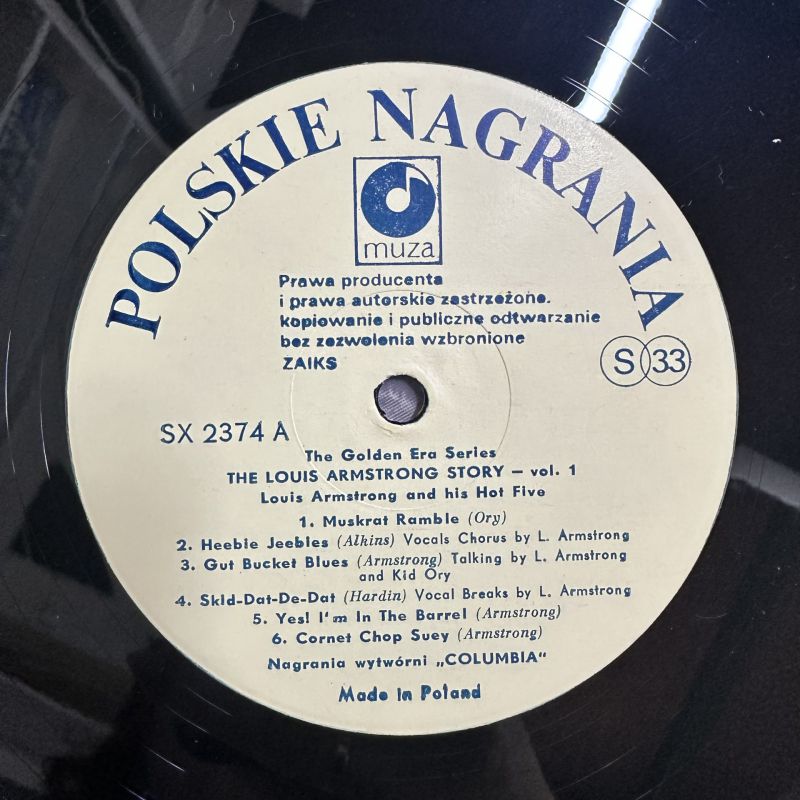 POLSKIE NAGRANIA
muza
Prawa producenta
i prawa autorskie zastrzeżone.
kopiowanie i publiczne odtwarzanie
bez zezwolenia wzbronione
ZAIKS
S 33
SX 2374 A
The Golden Era Series
THE LOUIS ARMSTRONG STORY – vol. 1
Louis Armstrong and his Hot Five
1. Muskrat Ramble (Ory)
2. Heebie Jeebles (Alkins) Vocals Chorus by L. Armstrong
3. Gut Bucket Blues (Armstrong) Talking by L. Armstrong
and Kid Ory
4. Skld-Dat-De-Dat (Hardin) Vocal Breaks by L. Armstrong
5. Yes! I'm In The Barrel (Armstrong)
6. Cornet Chop Suey (Armstrong)
Nagrania wytwórni „COLUMBIA"
Made in Poland